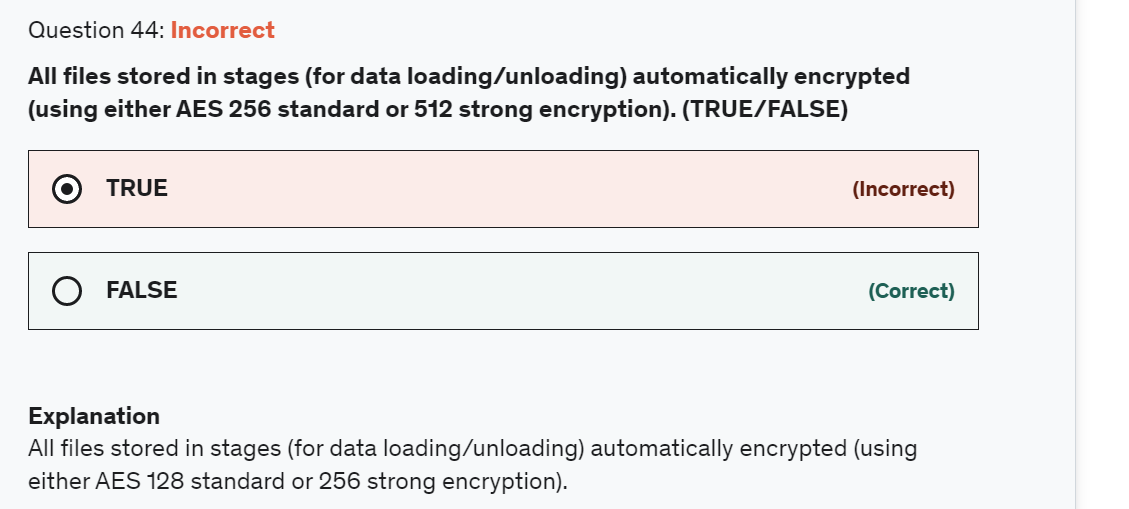 Question 44: Incorrect
All files stored in stages (for data loading/unloading) automatically encrypted
(using either AES 256 standard or 512 strong encryption). (TRUE/FALSE)
TRUE (Incorrect)
FALSE (Correct)
Explanation
All files stored in stages (for data loading/unloading) automatically encrypted (using
either AES 128 standard or 256 strong encryption).